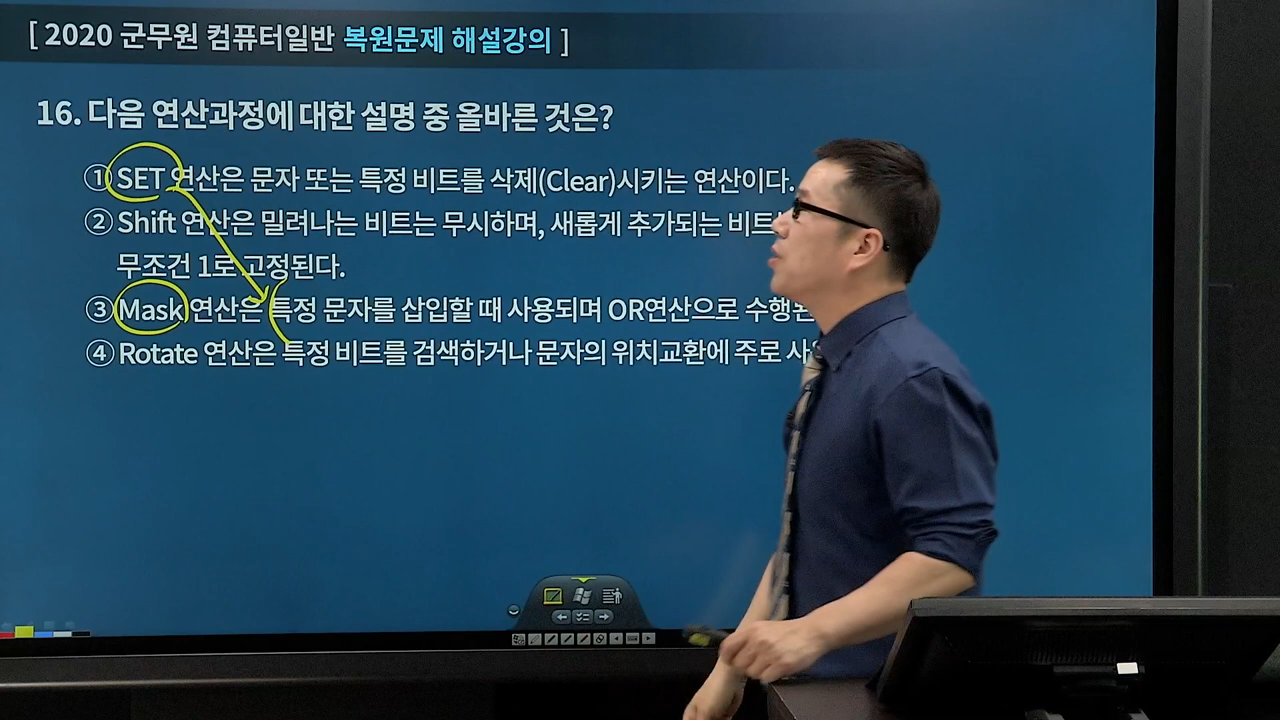 [ 2020 군무원 컴퓨터일반 복원문제 해설강의 ]
16. 다음 연산과정에 대한 설명 중 올바른 것은?
① SET 연산은 문자 또는 특정 비트를 삭제(Clear)시키는 연산이다.
② Shift 연산은 밀려나는 비트는 무시하며, 새롭게 추가되는 비트
무조건 1로 고정된다.
③ Mask 연산은 특정 문자를 삽입할 때 사용되며 OR연산으로
④ Rotate 연산은 특정 비트를 검색하거나 문자의 위치교환에 주로